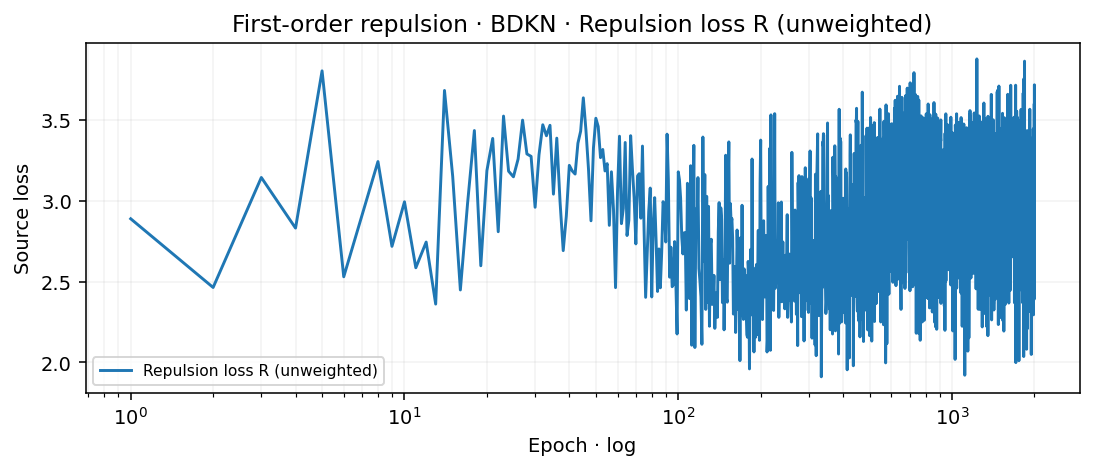 First-order repulsion · BDKN · Repulsion loss R (unweighted)
Source loss
3.5
3.0
2.5
2.0
Repulsion loss R (unweighted)
10⁰
10¹
10²
10³
Epoch · log